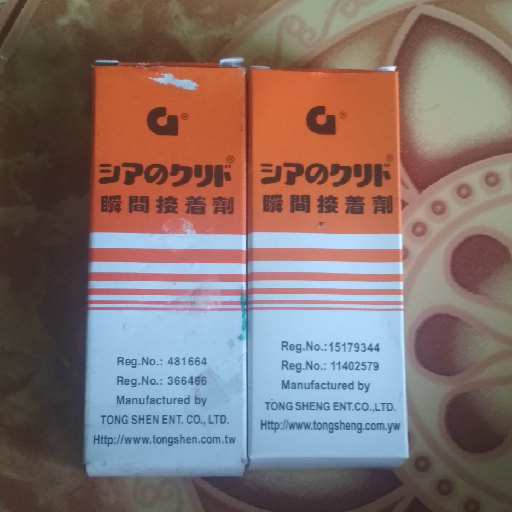 G®
シアのクリド®
瞬間接着劑
Reg.No.: 481664
Reg.No.: 366466
Manufactured by
TONG SHEN ENT.CO., LTD.
Http://www.tongshen.com.tw
G®
シアのクリド®
瞬間接着劑
Reg.No.:15179344
Reg.No.: 11402579
Manufactured by
TONG SHENG ENT.CO.,LTD.
Http://www.tongsheng.com.yw